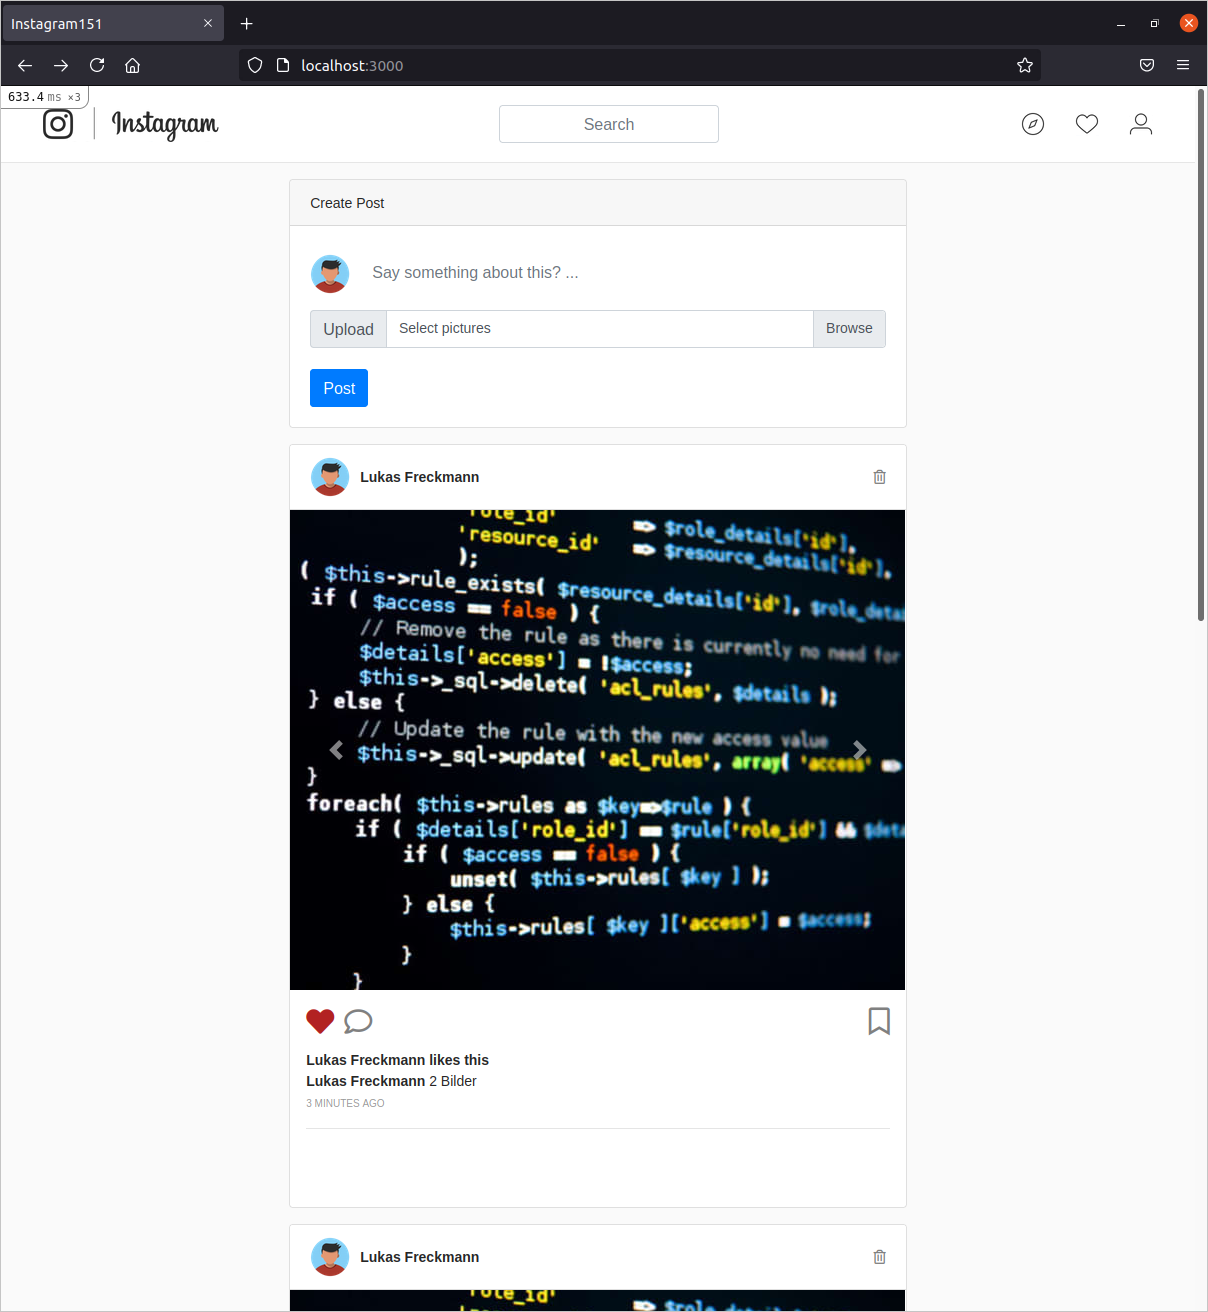 Instagram151
localhost:3000
633.4 ms ×3
Instagram
Search
Create Post
Say something about this? ...
Upload
Select pictures
Browse
Post
Lukas Freckmann
'role_id' => $role_details['id'],
'resource_id' => $resource_details['id'],
);
( $this->rule_exists( $resource_details['id'], $role_detai
if ( $access == false ) {
// Remove the rule as there is currently no need for
$details['access'] = !$access;
$this->_sql->delete( 'acl_rules', $details );
} else {
// Update the rule with the new access value
$this->_sql->update( 'acl_rules', array( 'access' =>
}
foreach( $this->rules as $key=>$rule ) {
if ( $details['role_id'] == $rule['role_id'] && $deta
if ( $access == false ) {
unset( $this->rules[ $key ] );
} else {
$this->rules[ $key ]['access'] = $access;
}
}
Lukas Freckmann likes this
Lukas Freckmann 2 Bilder
3 MINUTES AGO
Lukas Freckmann
'role_id' => $role_